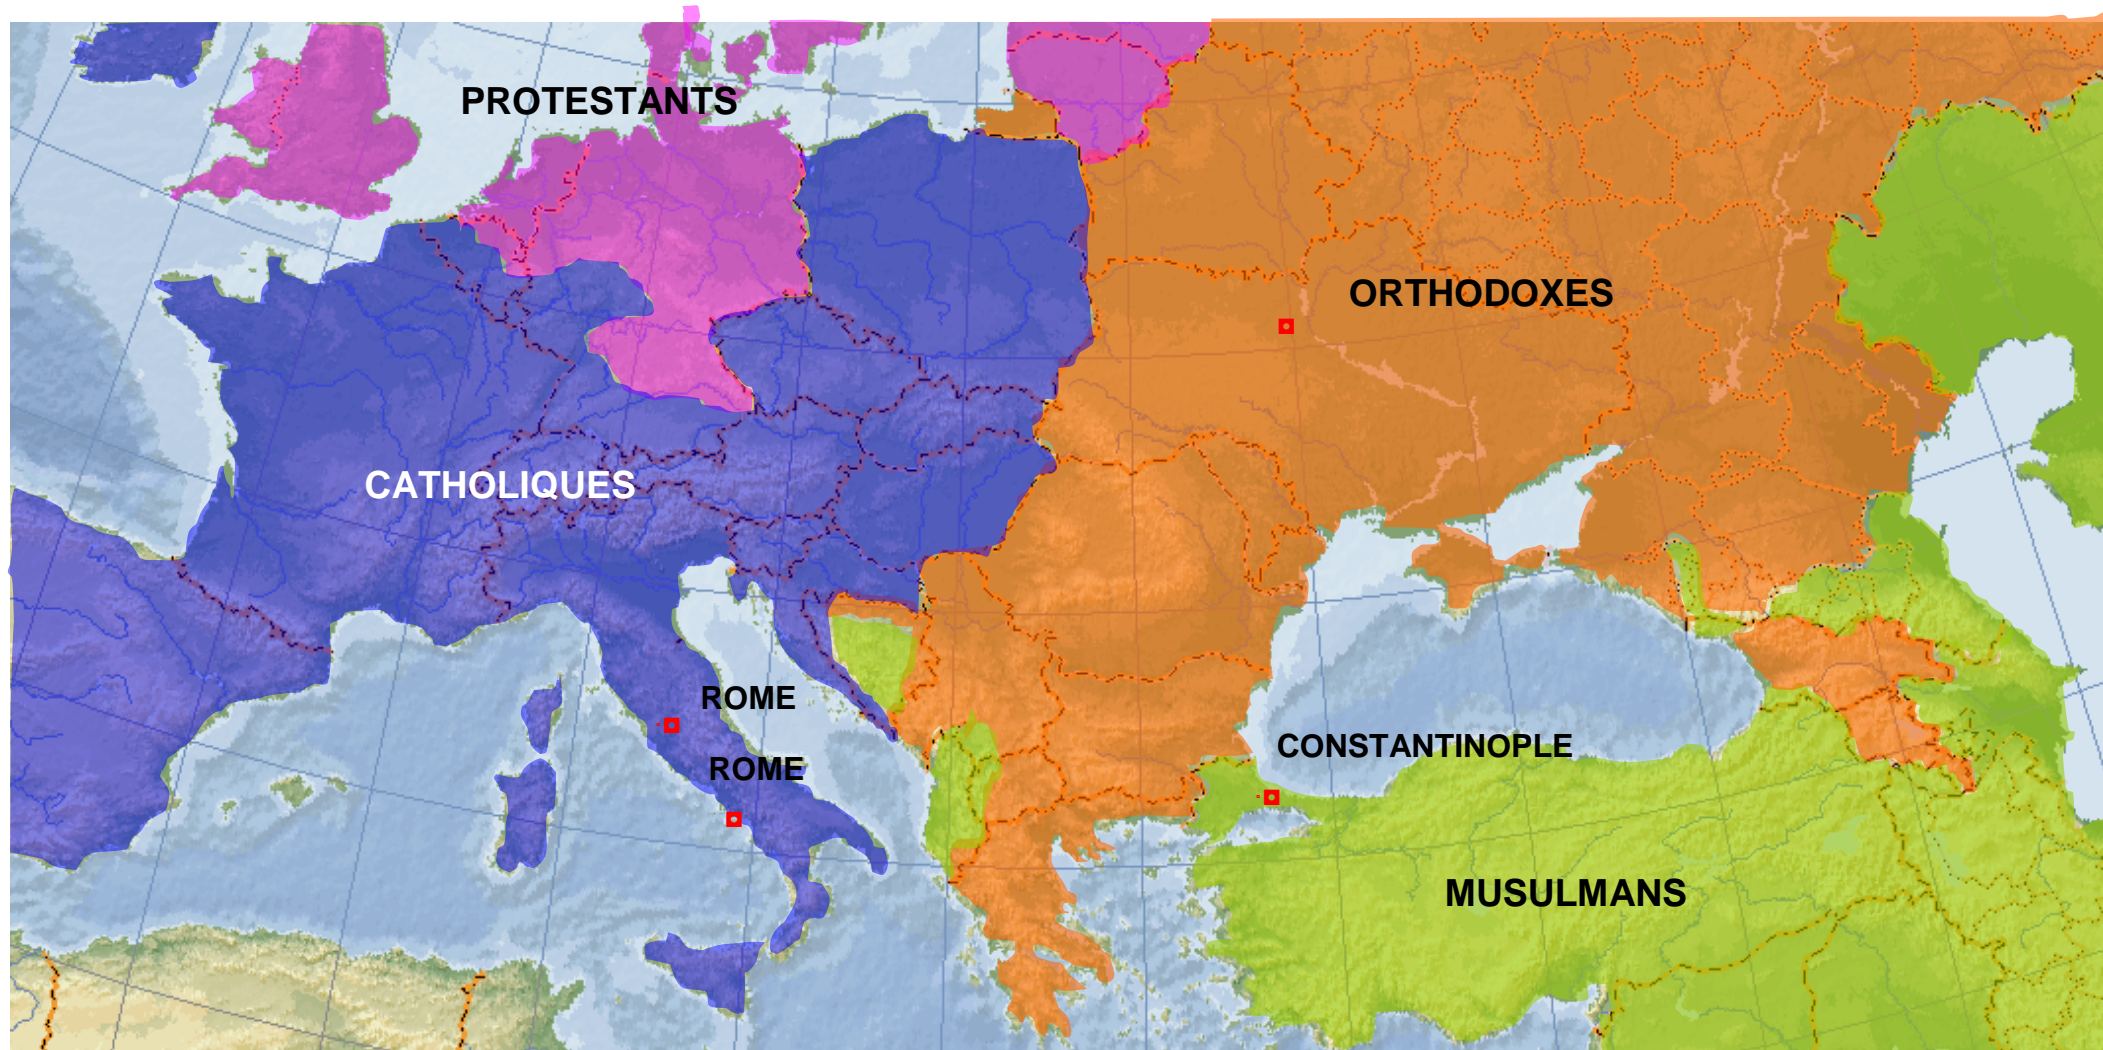 PROTESTANTS
ORTHODOXES
CATHOLIQUES
ROME
CONSTANTINOPLE
ROME
MUSULMANS